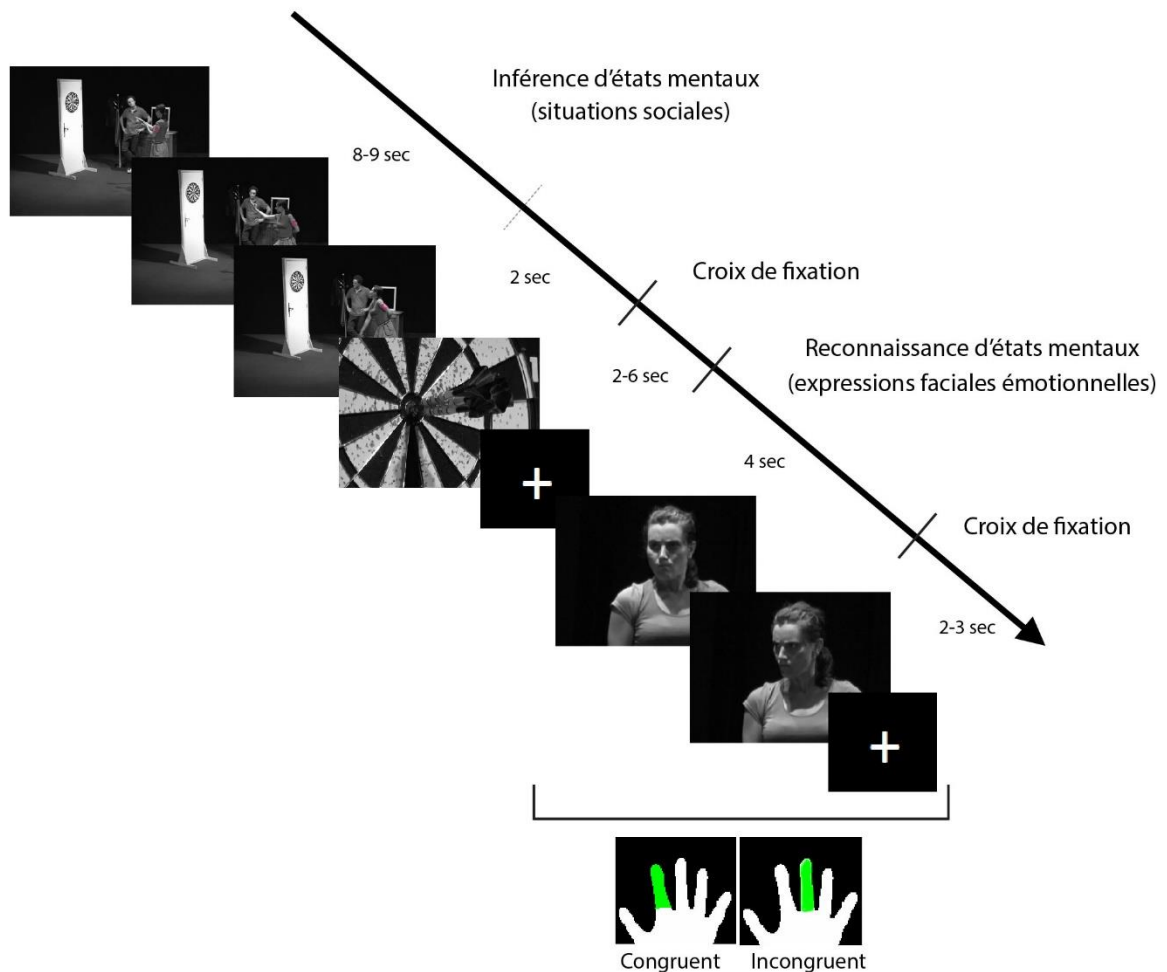 Inférence d'états mentaux
(situations sociales)
8-9 sec
2 sec
Croix de fixation
2-6 sec
Reconnaissance d'états mentaux
(expressions faciales émotionnelles)
4 sec
Croix de fixation
2-3 sec
Congruent
Incongruent